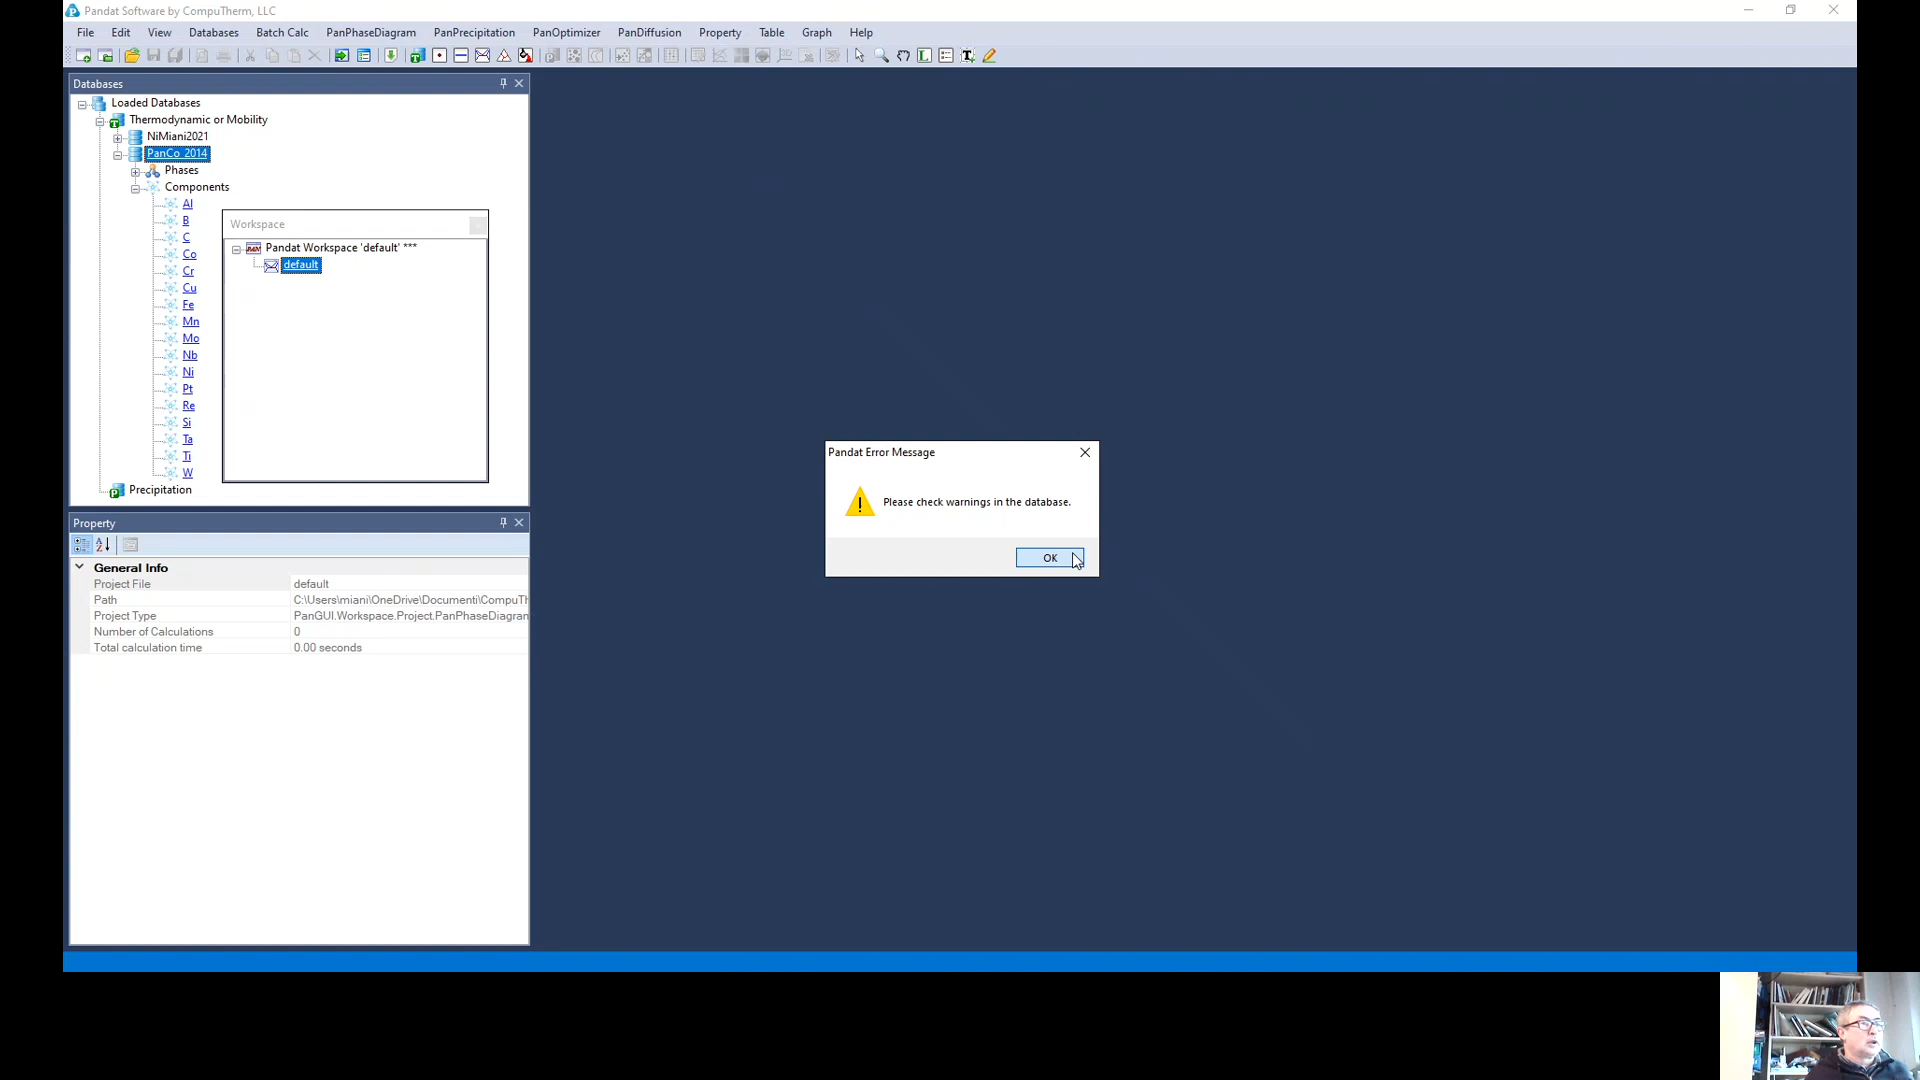 Pandat Software by CompuTherm, LLC
File Edit View Databases Batch Calc PanPhaseDiagram PanPrecipitation PanOptimizer PanDiffusion Property Table Graph Help
Databases
Loaded Databases
Thermodynamic or Mobility
NiMiani2021
PanCo_2014
Phases
Components
Al
B
C
Co
Cr
Cu
Fe
Mn
Mo
Nb
Ni
Pt
Re
Si
Ta
Ti
W
Precipitation
Workspace
Pandat Workspace 'default' ***
default
Property
General Info
Project File default
Path C:\Users\miani\OneDrive\Documenti\CompuTh
Project Type PanGUI.Workspace.Project.PanPhaseDiagram
Number of Calculations 0
Total calculation time 0.00 seconds
Pandat Error Message
Please check warnings in the database.
OK